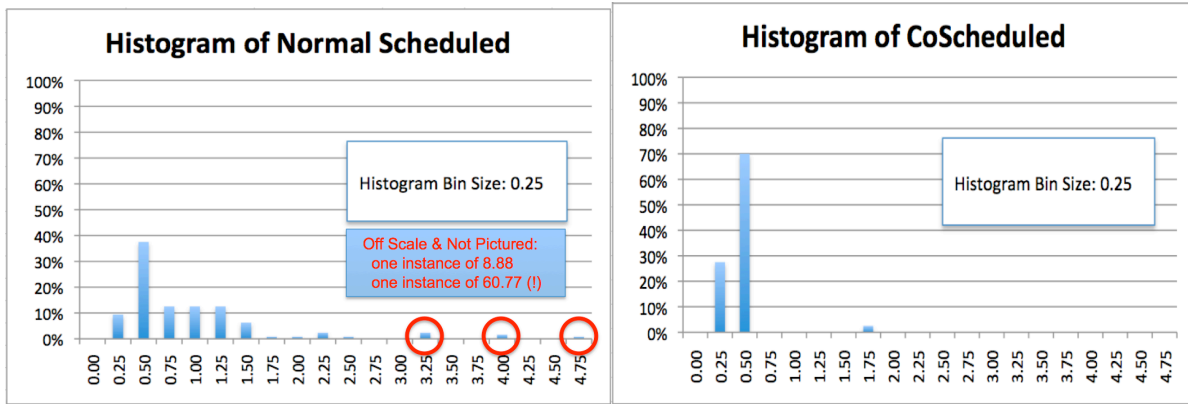 Histogram of Normal Scheduled
100%
90%
80%
70%
60%
50%
40%
30%
20%
10%
0%
Histogram Bin Size: 0.25
Off Scale & Not Pictured:
one instance of 8.88
one instance of 60.77 (!)
0.00 0.25 0.50 0.75 1.00 1.25 1.50 1.75 2.00 2.25 2.50 2.75 3.00 3.25 3.50 3.75 4.00 4.25 4.50 4.75
Histogram of CoScheduled
100%
90%
80%
70%
60%
50%
40%
30%
20%
10%
0%
Histogram Bin Size: 0.25
0.00 0.25 0.50 0.75 1.00 1.25 1.50 1.75 2.00 2.25 2.50 2.75 3.00 3.25 3.50 3.75 4.00 4.25 4.50 4.75